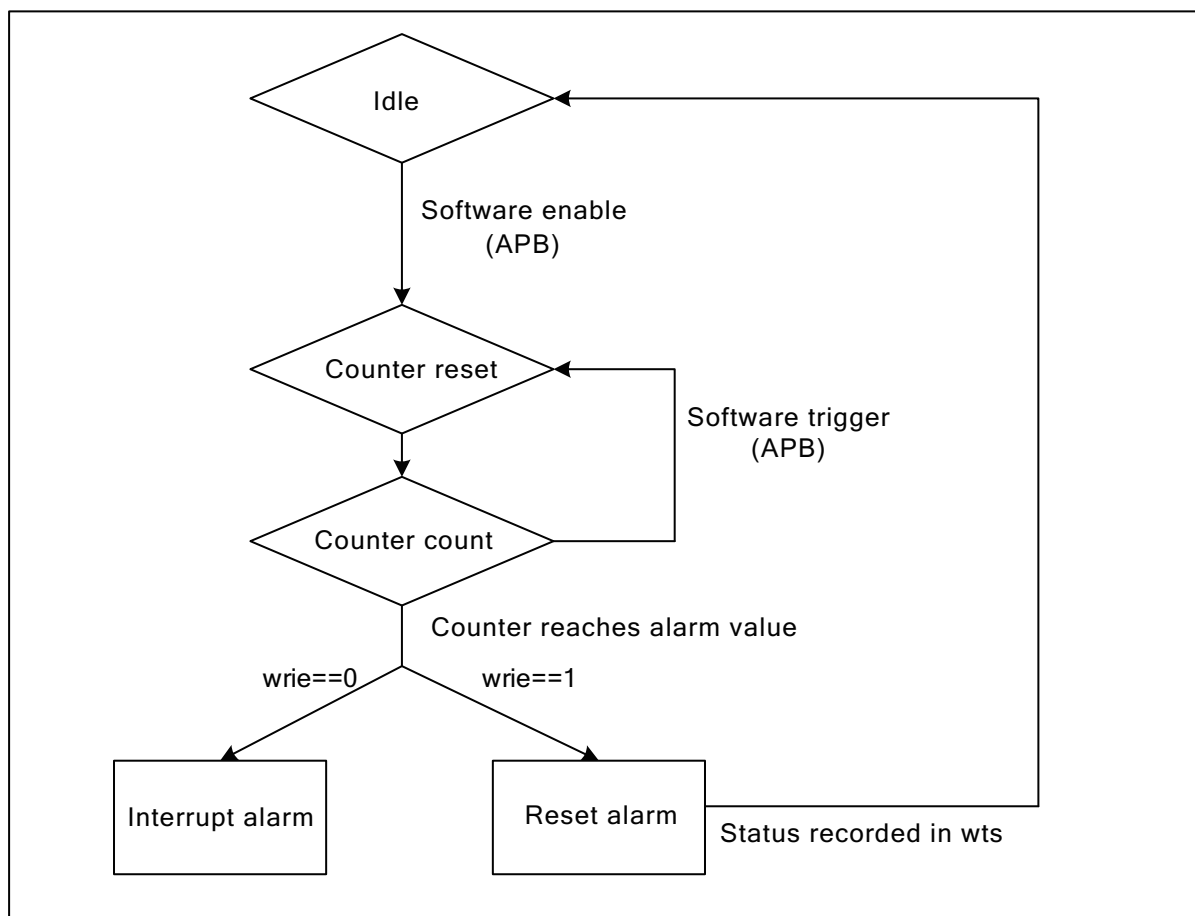 Idle
Software enable
(APB)
Counter reset
Software trigger
(APB)
Counter count
Counter reaches alarm value
wrie==0
wrie==1
Interrupt alarm
Reset alarm
Status recorded in wts